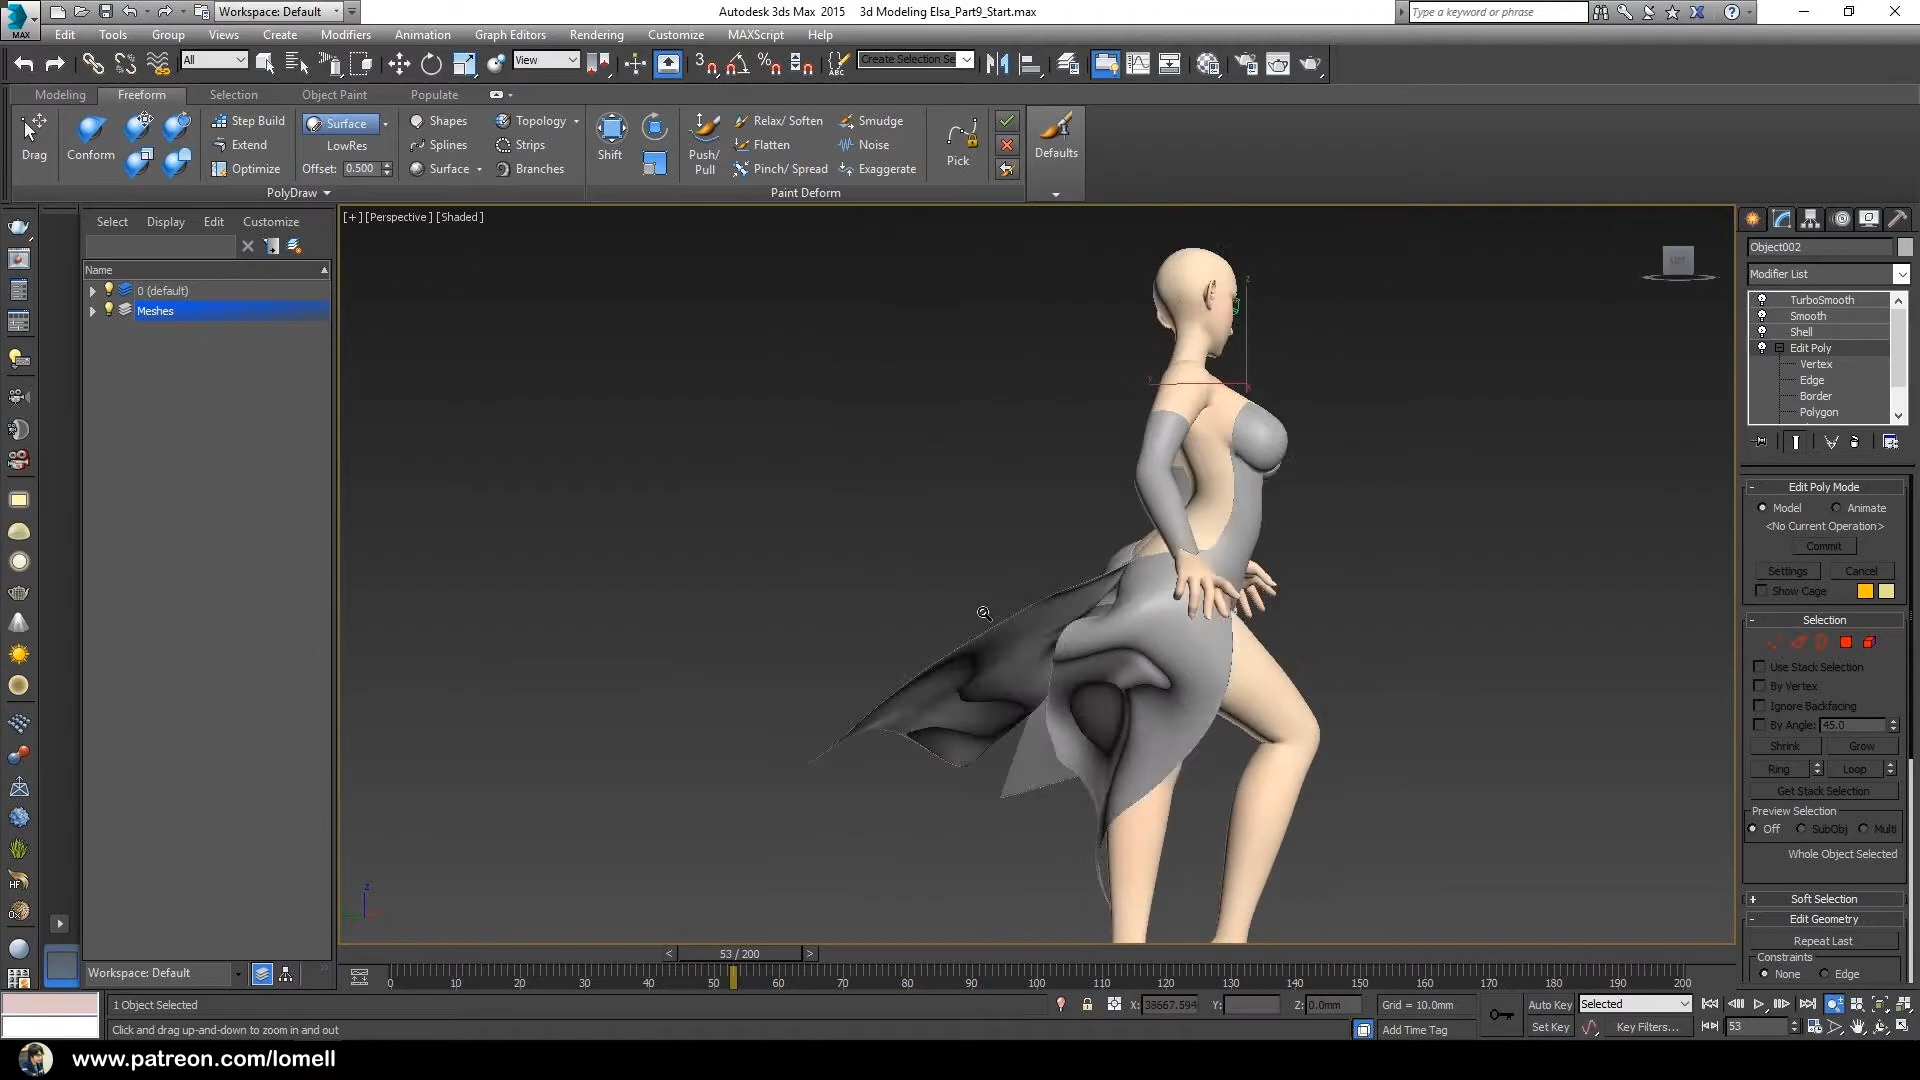 Workspace: Default
Autodesk 3ds Max 2015 3d Modeling Elsa_Part9_Start.max
Type a keyword or phrase
MAX
Edit Tools Group Views Create Modifiers Animation Graph Editors Rendering Customize MAXScript Help
All View Create Selection Se
Modeling Freeform Selection Object Paint Populate
Step Build Surface Shapes Topology Relax/ Soften Smudge
Extend LowRes Splines Strips Flatten Noise
Drag Conform Shift Push/ Pull Pick Defaults
Optimize Offset: 0.500 Surface Branches Pinch/ Spread Exaggerate
PolyDraw Paint Deform
Select Display Edit Customize
Name
0 (default)
Meshes
[+] [Perspective] [Shaded]
Object002
Modifier List
TurboSmooth
Smooth
Shell
Edit Poly
Vertex
Edge
Border
Polygon
Edit Poly Mode
Model Animate
<No Current Operation>
Commit
Settings Cancel
Show Cage
Selection
Use Stack Selection
By Vertex
Ignore Backfacing
By Angle: 45.0
Shrink Grow
Ring Loop
Get Stack Selection
Preview Selection
Off SubObj Multi
Whole Object Selected
Soft Selection
Edit Geometry
Repeat Last
Constraints
None Edge
53 / 200
Workspace: Default
0 10 20 30 40 50 60 70 80 90 100 110 120 130 140 150 160 170 180 190 200
1 Object Selected X: 38667.594 Y: Z: 0.0mm Grid = 10.0mm Auto Key Selected
Click and drag up-and-down to zoom in and out Add Time Tag Set Key Key Filters... 53
www.patreon.com/lomell